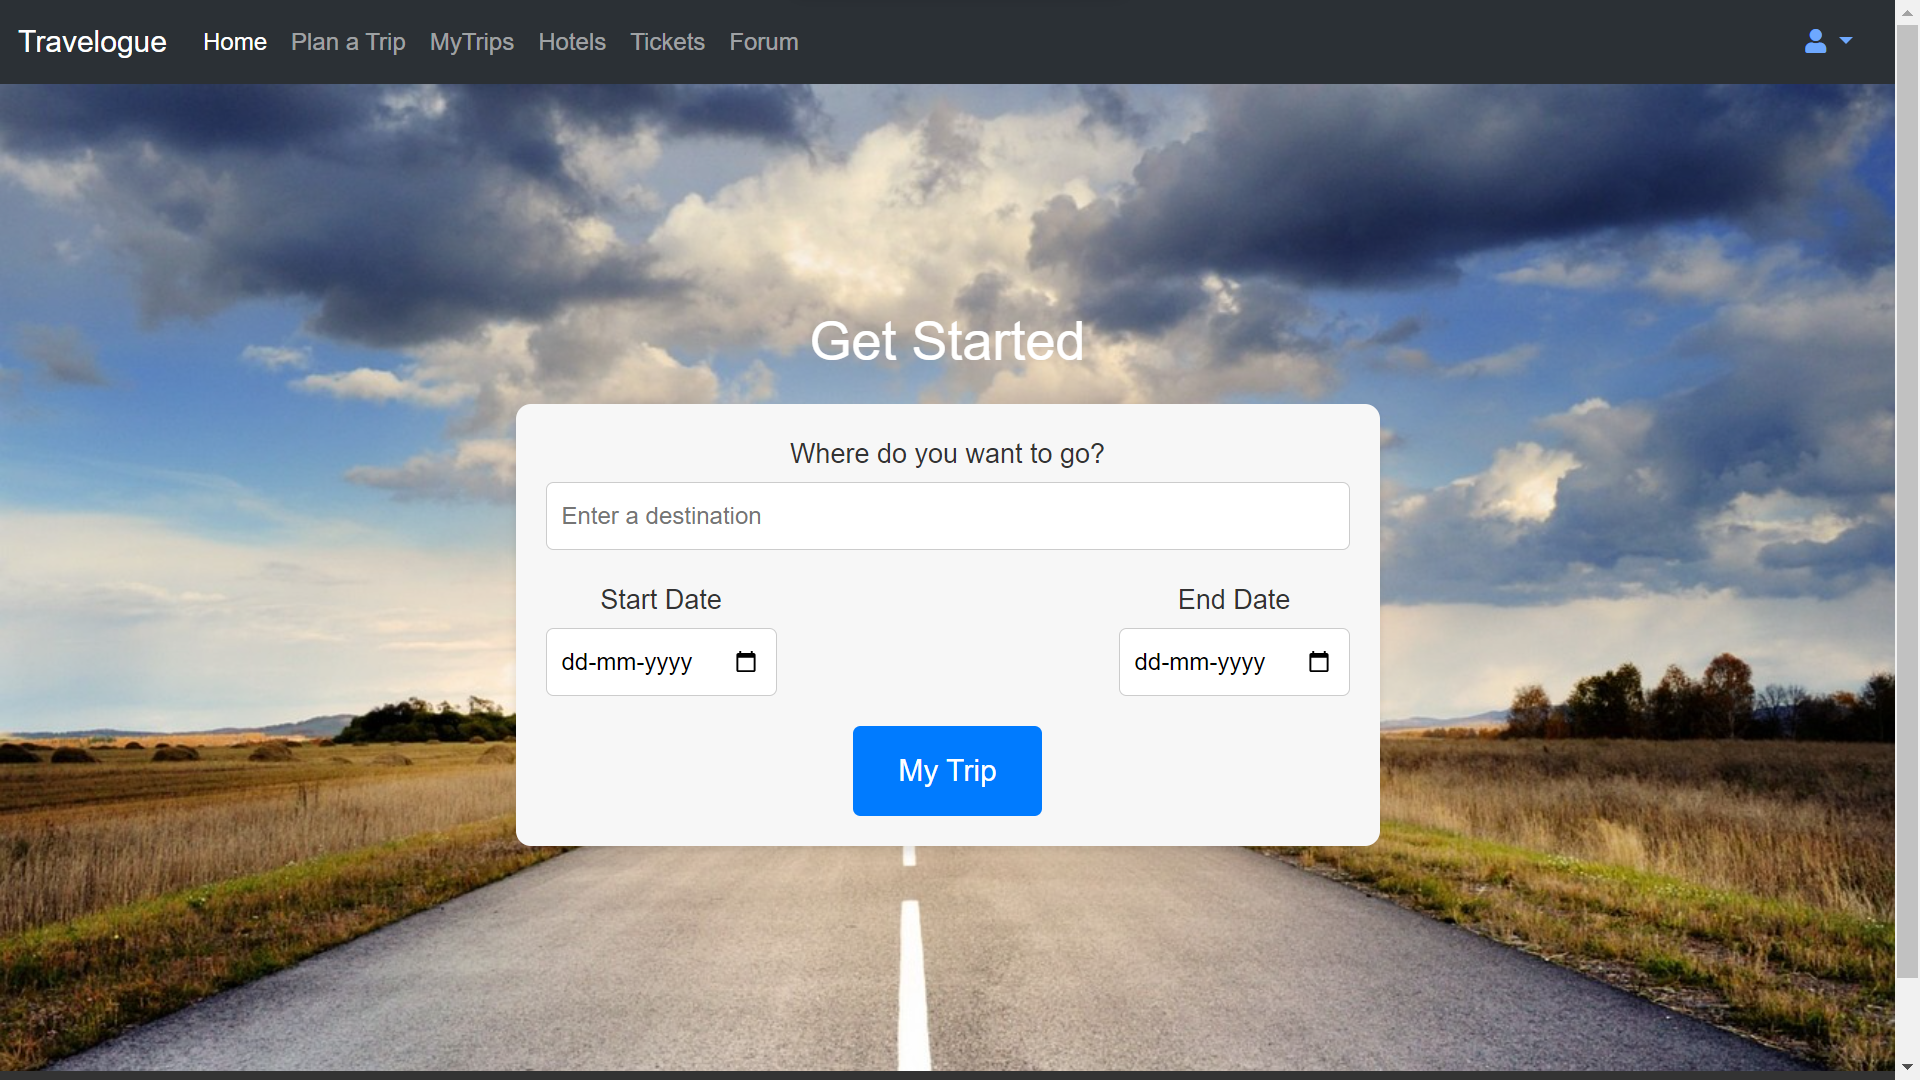 Travelogue Home Plan a Trip MyTrips Hotels Tickets Forum
Get Started
Where do you want to go?
Enter a destination
Start Date End Date
dd-mm-yyyy dd-mm-yyyy
My Trip